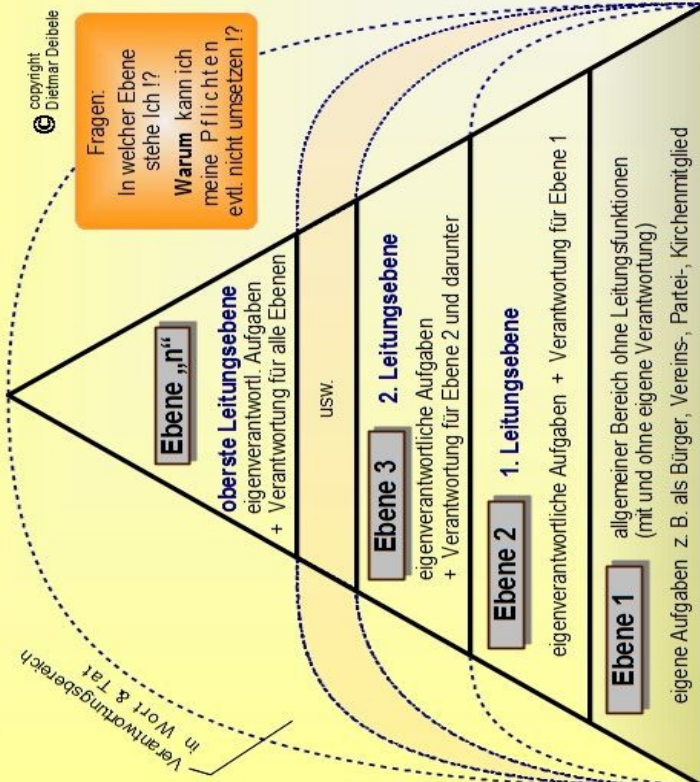 © copyright
Dietmar Deibele
Fragen:
In welcher Ebene
stehe Ich !?
Warum kann ich
meine Pflichten
evtl. nicht umsetzen !?
Verantwortungsbereich
in Wort & Tat
Ebene „n“
oberste Leitungsebene
eigenverantwortl. Aufgaben
+ Verantwortung für alle Ebenen
usw.
Ebene 3 2. Leitungsebene
eigenverantwortliche Aufgaben
+ Verantwortung für Ebene 2 und darunter
Ebene 2 1. Leitungsebene
eigenverantwortliche Aufgaben + Verantwortung für Ebene 1
Ebene 1 allgemeiner Bereich ohne Leitungsfunktionen
(mit und ohne eigene Verantwortung)
eigene Aufgaben z. B. als Bürger, Vereins-, Partei-, Kirchenmitglied